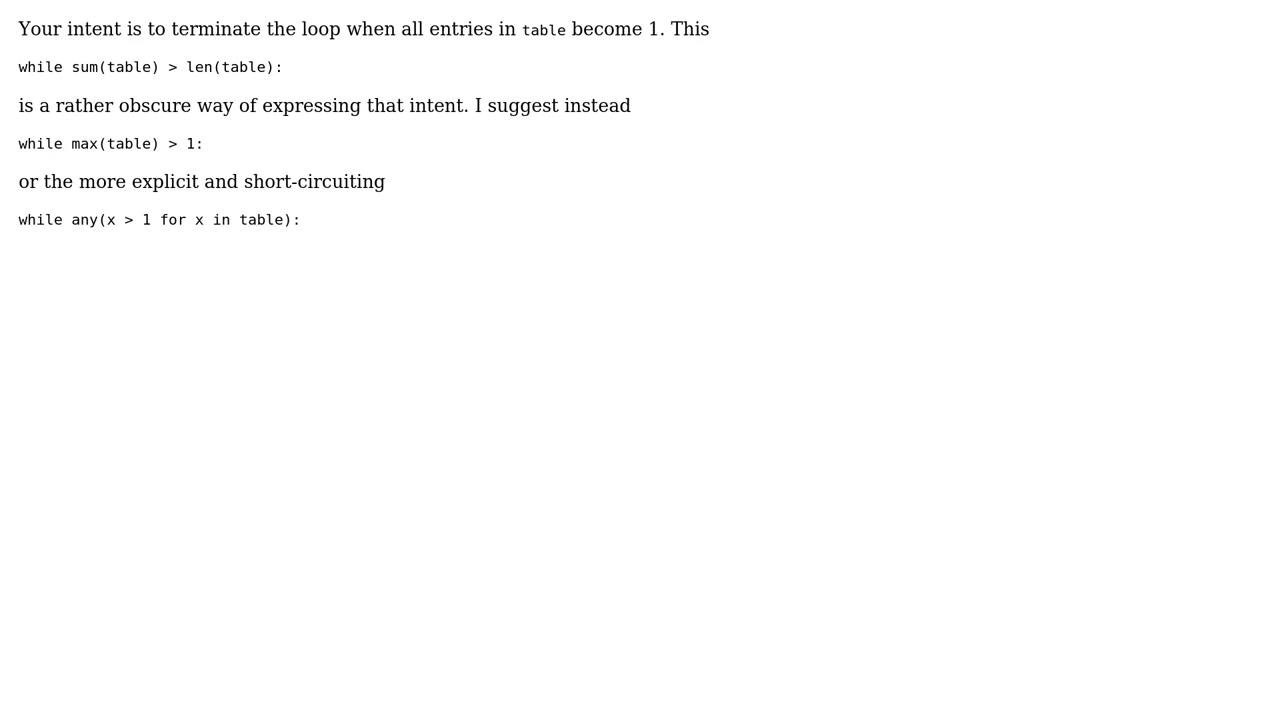 Your intent is to terminate the loop when all entries in table become 1. This
while sum(table) > len(table):
is a rather obscure way of expressing that intent. I suggest instead
while max(table) > 1:
or the more explicit and short-circuiting
while any(x > 1 for x in table):